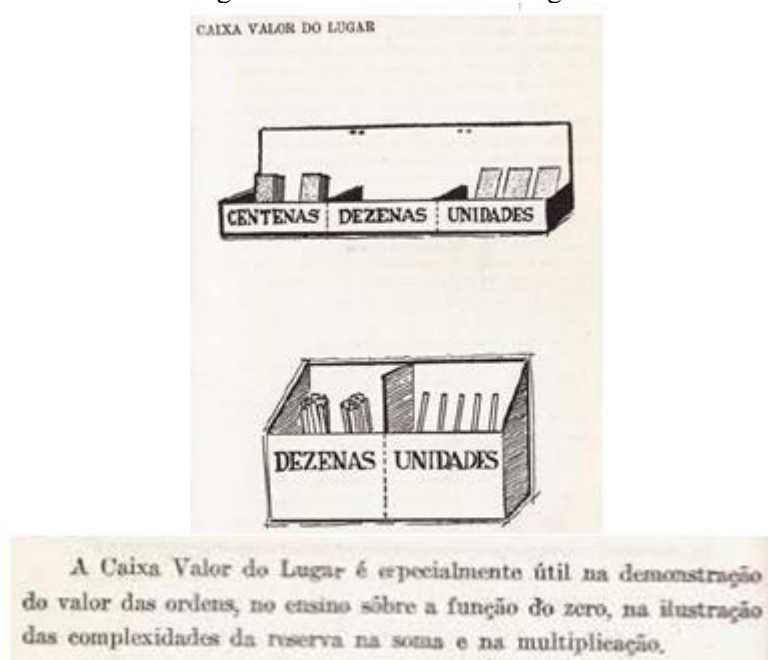 CAIXA VALOR DO LUGAR
CENTENAS DEZENAS UNIDADES
DEZENAS UNIDADES
A Caixa Valor do Lugar é especialmente útil na demonstração
do valor das ordens, no ensino sôbre a função do zero, na ilustração
das complexidades da reserva na soma e na multiplicação.